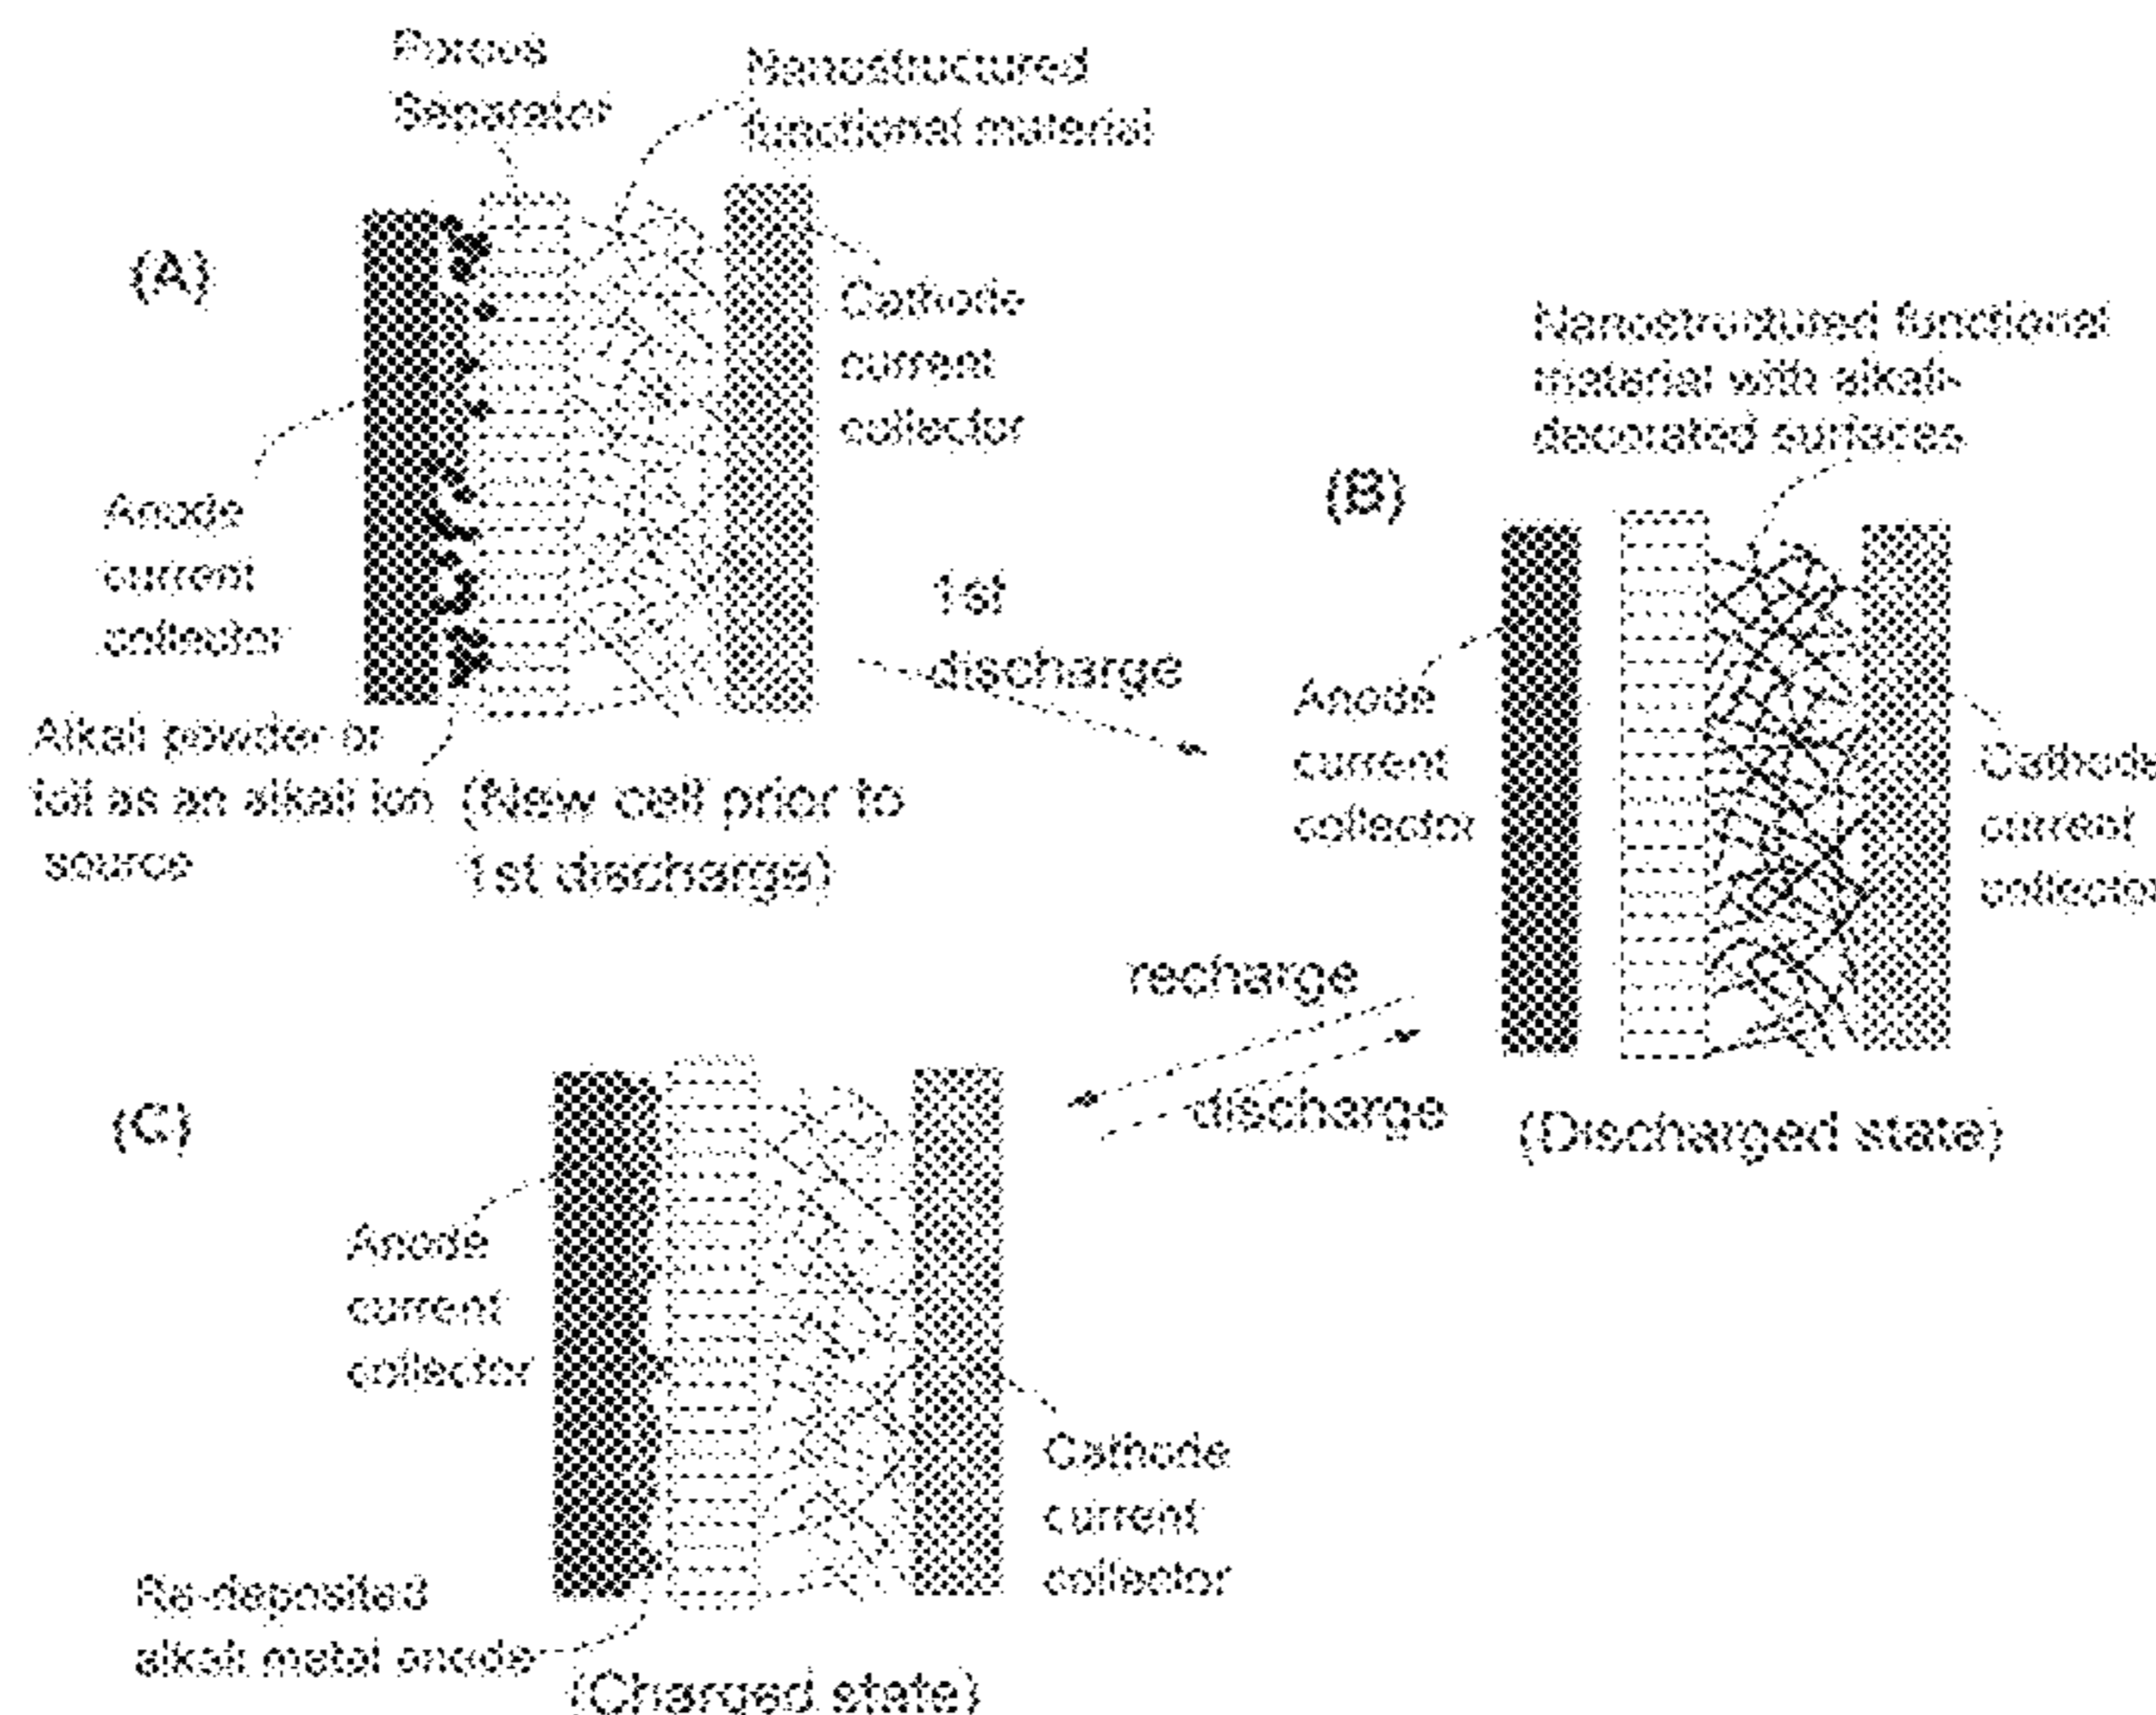 Porous
Separator
Nanostructured
functional material
(A)
Cathode
current
collector
Anode
current
collector
Alkali powder or
foil as an alkali ion
source
(New cell prior to
1st discharge)
1st
discharge
Nanostructured functional
material with alkali-
decorated surfaces
(B)
Anode
current
collector
Cathode
current
collector
(Discharged state)
recharge
discharge
(C)
Anode
current
collector
Cathode
current
collector
Re-deposited
alkali metal anode
(Charged state)